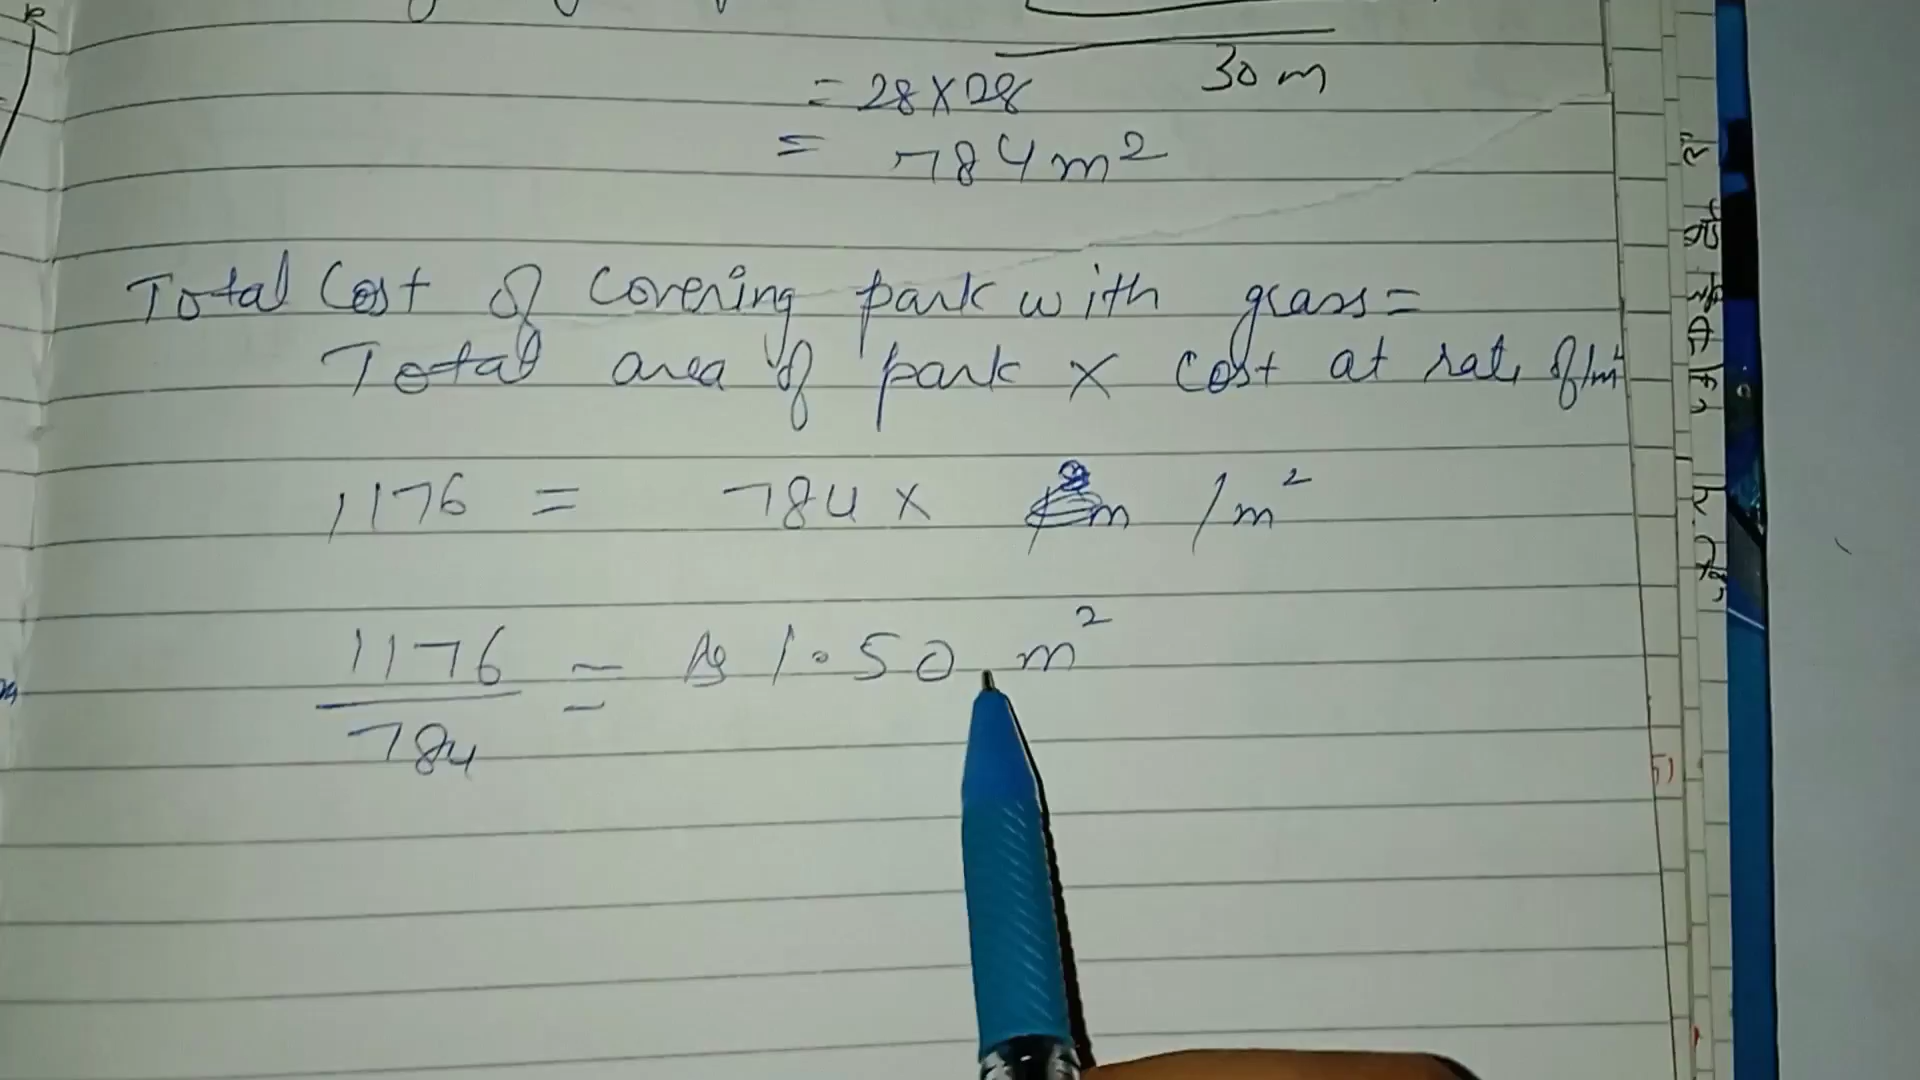 30 m
= 28 × 28
= 784 m²
Total Cost of covering park with grass =
Total area of park × cost at rate of /m²
1176 = 784 × /m²
1176 = Rs 1.50 m²
784